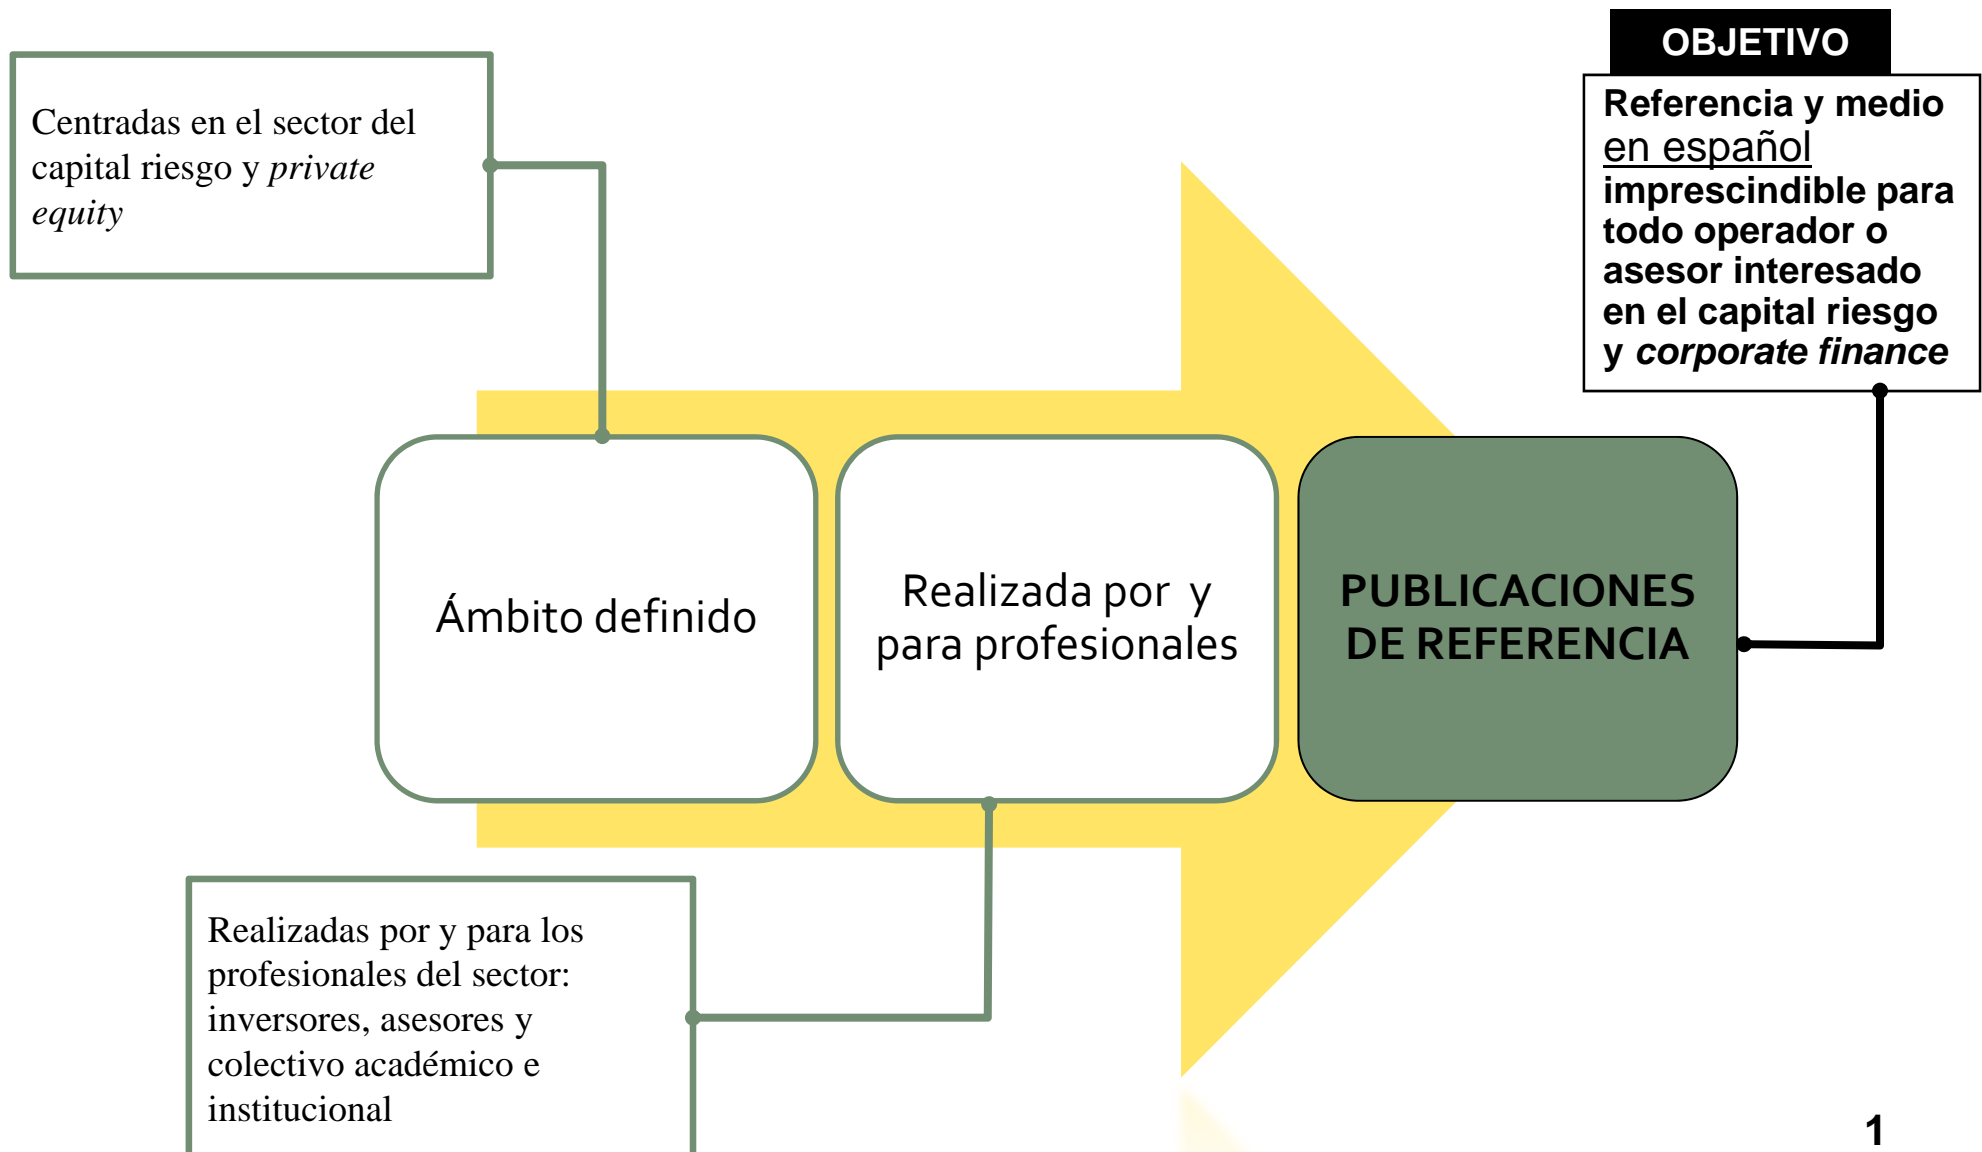 OBJETIVO
Referencia y medio
en español
imprescindible para
todo operador o
asesor interesado
en el capital riesgo
y corporate finance
Centradas en el sector del
capital riesgo y private
equity
Ámbito definido
Realizada por y
para profesionales
PUBLICACIONES
DE REFERENCIA
Realizadas por y para los
profesionales del sector:
inversores, asesores y
colectivo académico e
institucional
1